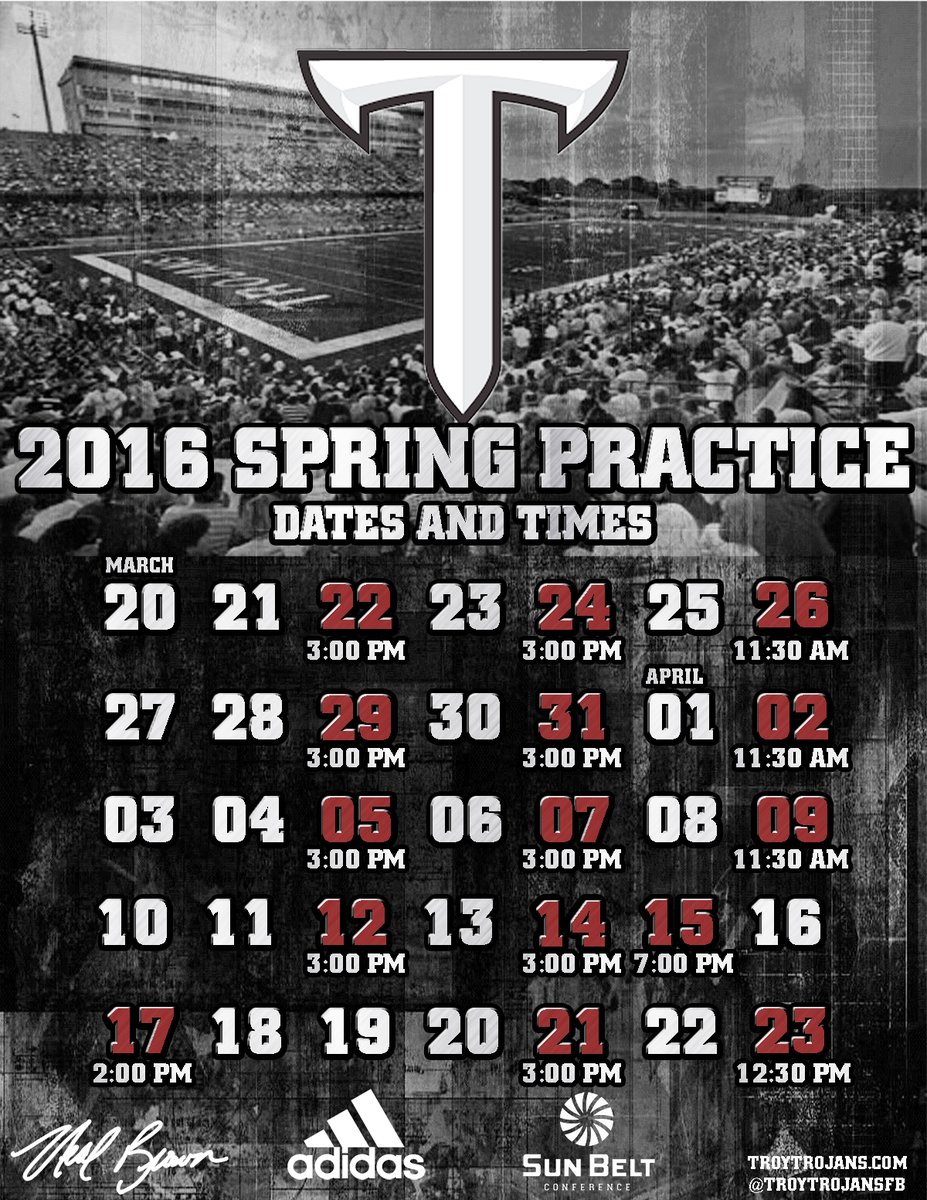 TROJANS
T
2016 SPRING PRACTICE
DATES AND TIMES
MARCH
20 21 22 23 24 25 26
3:00 PM 3:00 PM 11:30 AM
APRIL
27 28 29 30 31 01 02
3:00 PM 3:00 PM 11:30 AM
03 04 05 06 07 08 09
3:00 PM 3:00 PM 11:30 AM
10 11 12 13 14 15 16
3:00 PM 3:00 PM 7:00 PM
17 18 19 20 21 22 23
2:00 PM 3:00 PM 12:30 PM
Neal Brown
adidas
SUN BELT
CONFERENCE
TROYTROJANS.COM
@TROYTROJANSFB